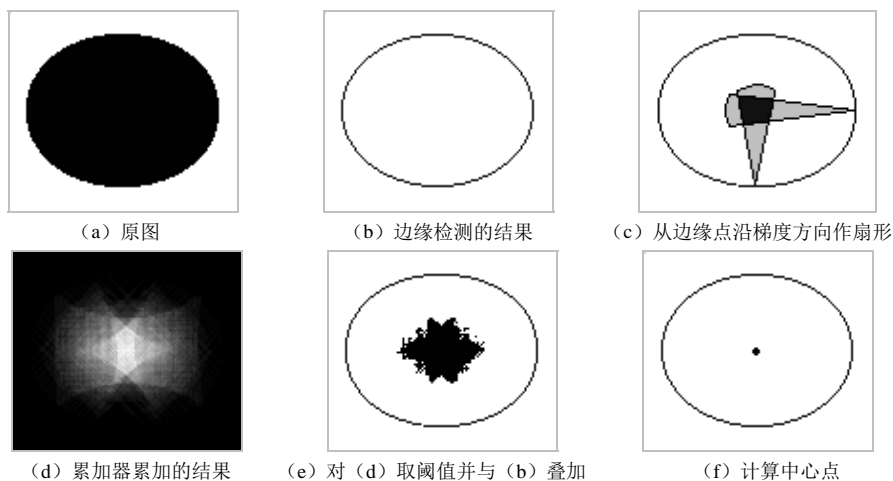 （a）原图
（b）边缘检测的结果
（c）从边缘点沿梯度方向作扇形
（d）累加器累加的结果
（e）对（d）取阈值并与（b）叠加
（f）计算中心点